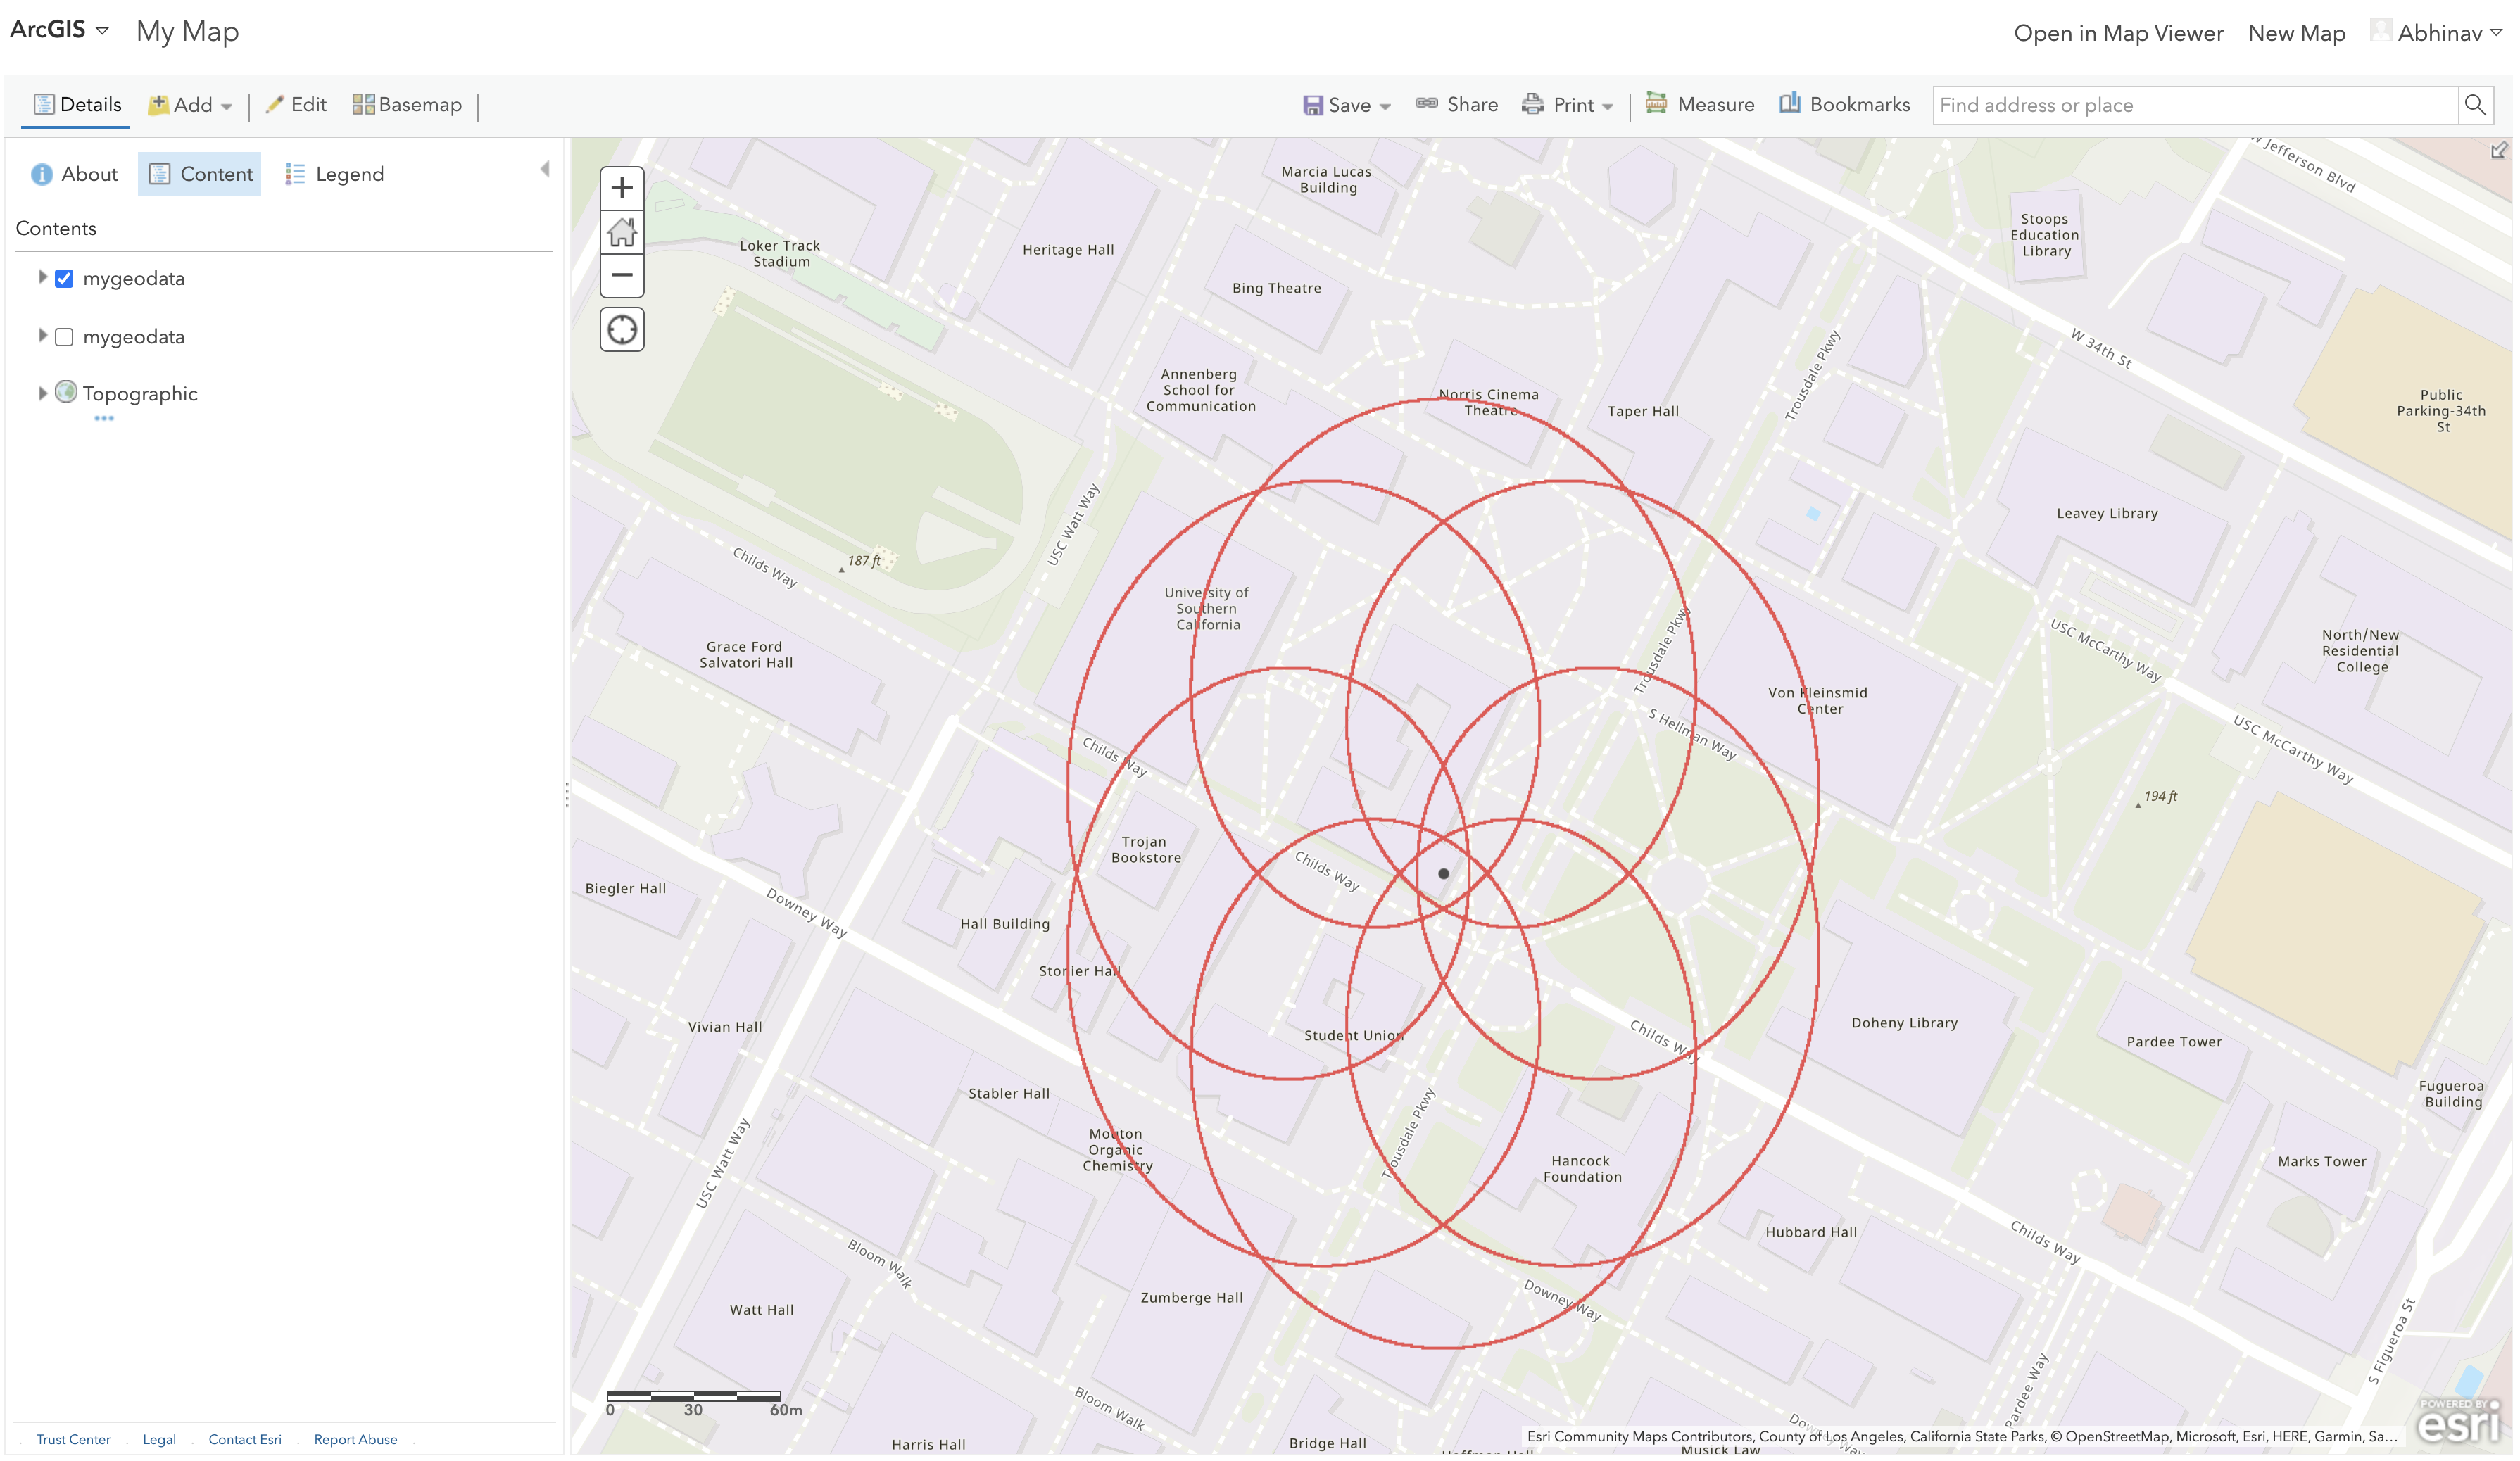 ArcGIS
My Map
Open in Map Viewer
New Map
Abhinav
Details
Add
Edit
Basemap
Save
Share
Print
Measure
Bookmarks
Find address or place
About
Content
Legend
Contents
mygeodata
mygeodata
Topographic
Trust Center
Legal
Contact Esri
Report Abuse
W Jefferson Blvd
Marcia Lucas
Building
Stoops
Education
Library
Loker Track
Stadium
Heritage Hall
Bing Theatre
W 34th St
Annenberg
School for
Communication
Norris Cinema
Theatre
Taper Hall
Trousdale Pkwy
Public
Parking-34th
St
Leavey Library
USC Watt Way
Childs Way
187 ft
University of
Southern
California
Grace Ford
Salvatori Hall
Trousdale Pkwy
USC McCarthy Way
North/New
Residential
College
Von Kleinsmid
Center
S Hellman Way
USC McCarthy Way
Childs Way
194 ft
Trojan
Bookstore
Childs Way
Biegler Hall
Downey Way
Hall Building
Stonier Hall
Vivian Hall
Student Union
Childs Way
Doheny Library
Pardee Tower
Stabler Hall
Fugueroa
Building
Mouton
Organic
Chemistry
Trousdale Pkwy
Hancock
Foundation
Marks Tower
USC Watt Way
Hubbard Hall
Childs Way
Bloom Walk
Watt Hall
Zumberge Hall
Downey Way
S Figueroa St
Pardee Way
0 30 60m
Bloom Walk
Harris Hall
Bridge Hall
Hoffman Hall
Musick Law
Esri Community Maps Contributors, County of Los Angeles, California State Parks, © OpenStreetMap, Microsoft, Esri, HERE, Garmin, Sa...
POWERED BY
esri